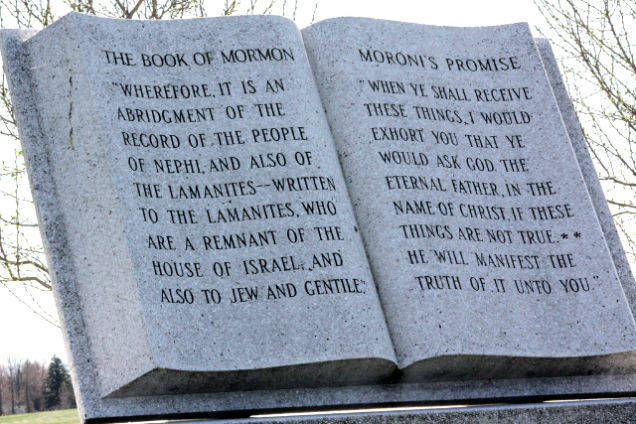 THE BOOK OF MORMON
"WHEREFORE, IT IS AN
ABRIDGMENT OF THE
RECORD OF THE PEOPLE
OF NEPHI, AND ALSO OF
THE LAMANITES--WRITTEN
TO THE LAMANITES, WHO
ARE A REMNANT OF THE
HOUSE OF ISRAEL; AND
ALSO TO JEW AND GENTILE."
MORONI'S PROMISE
"WHEN YE SHALL RECEIVE
THESE THINGS, I WOULD
EXHORT YOU THAT YE
WOULD ASK GOD, THE
ETERNAL FATHER, IN THE
NAME OF CHRIST, IF THESE
THINGS ARE NOT TRUE. **
HE WILL MANIFEST THE
TRUTH OF IT UNTO YOU."